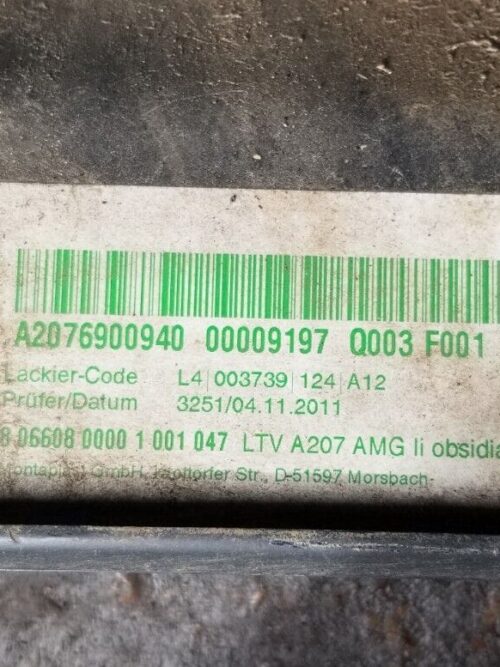 A2076900940 00009197 Q003 F001
Lackier-Code L4|003739|124|A12
Prüfer/Datum 3251/04.11.2011
06608 0000 1 001 047 LTV A207 AMG li obsidia
GmbH, Str., D-51597 Morsbach